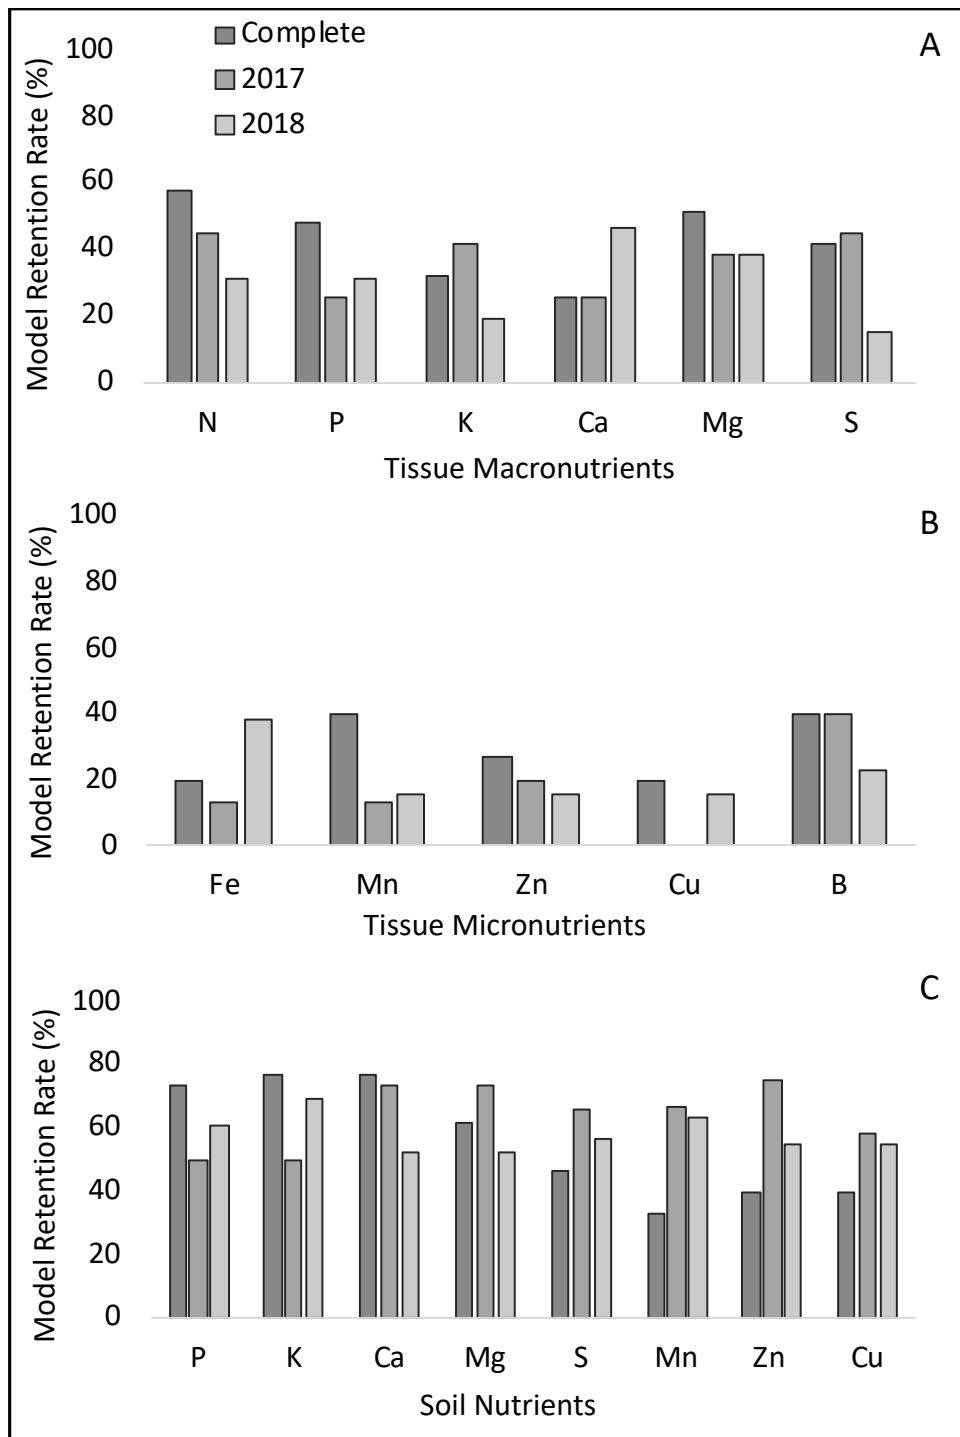 A
Complete
2017
2018
Model Retention Rate (%)
100
80
60
40
20
0
N P K Ca Mg S
Tissue Macronutrients
B
Model Retention Rate (%)
100
80
60
40
20
0
Fe Mn Zn Cu B
Tissue Micronutrients
C
Model Retention Rate (%)
100
80
60
40
20
0
P K Ca Mg S Mn Zn Cu
Soil Nutrients